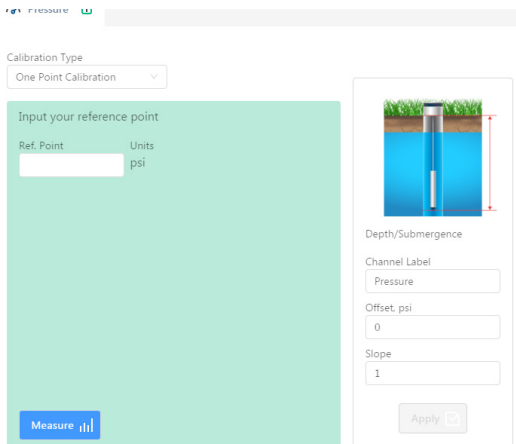 Pressure
Calibration Type
One Point Calibration
Input your reference point
Ref. Point Units
psi
Measure
Depth/Submergence
Channel Label
Pressure
Offset, psi
0
Slope
1
Apply